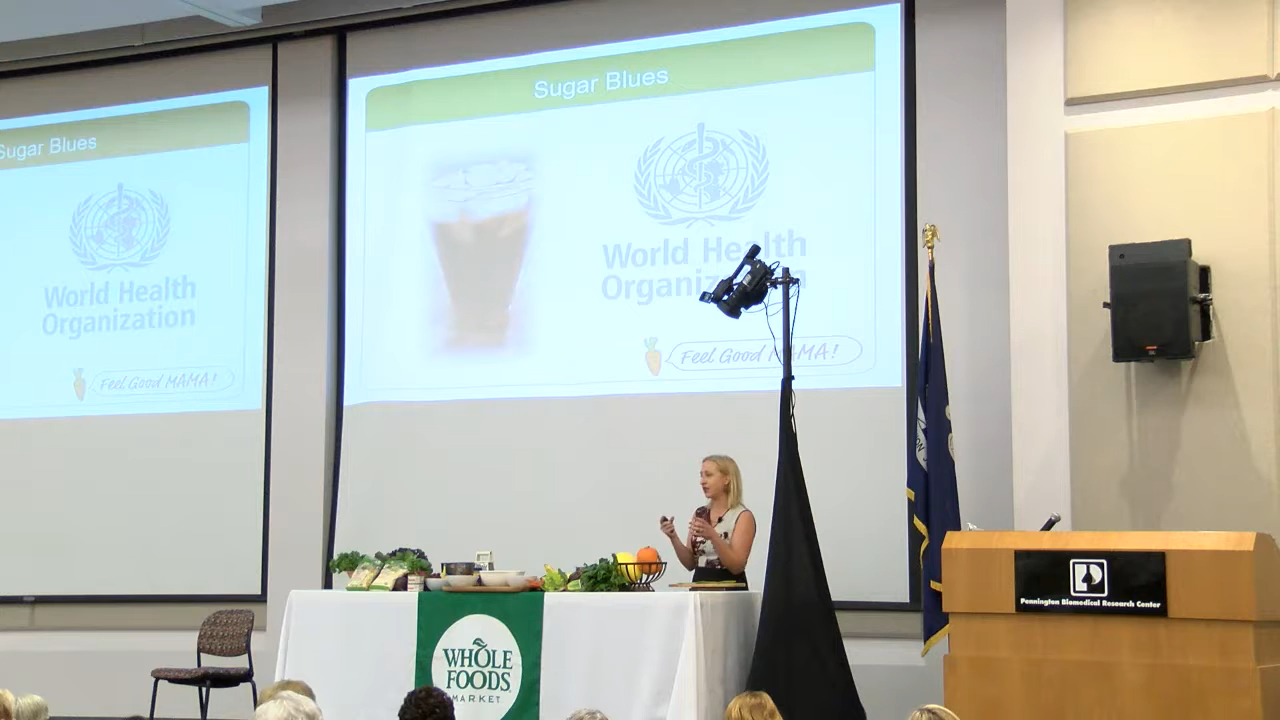 Sugar Blues
World Health
Organization
Feel Good MAMA!
Sugar Blues
World Health
Feel Good MAMA!
WHOLE
FOODS
MARKET
Pennington Biomedical Research Center